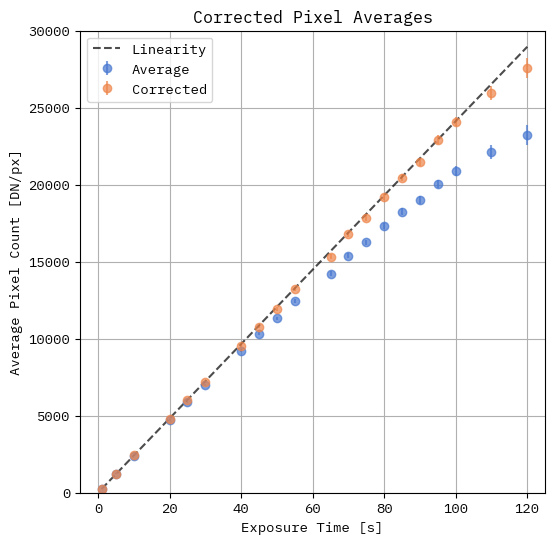 Corrected Pixel Averages
Linearity
Average
Corrected
Average Pixel Count [DN/px]
30000
25000
20000
15000
10000
5000
0
0 20 40 60 80 100 120
Exposure Time [s]